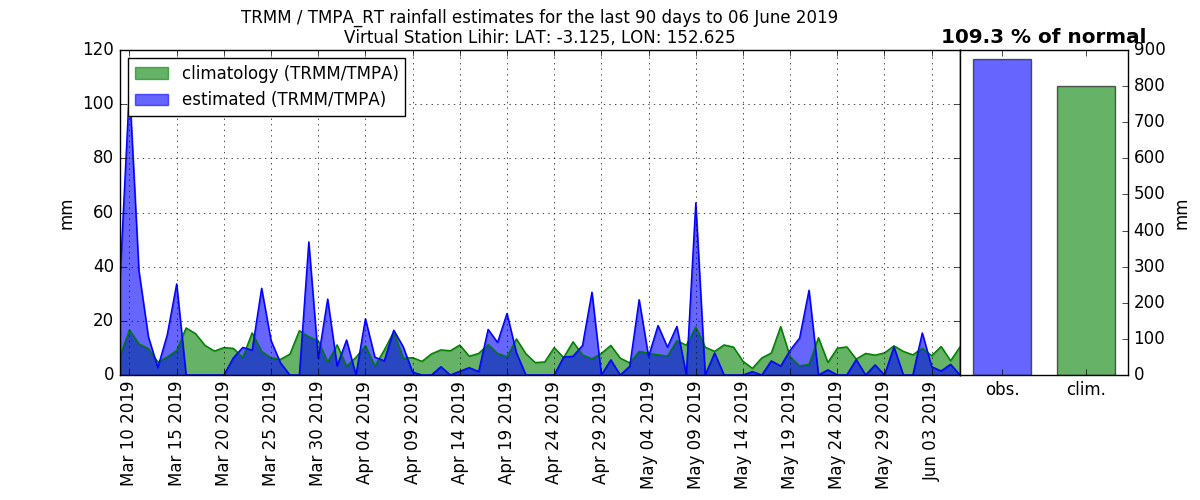 TRMM / TMPA_RT rainfall estimates for the last 90 days to 06 June 2019
Virtual Station Lihir: LAT: -3.125, LON: 152.625
109.3 % of normal
climatology (TRMM/TMPA)
estimated (TRMM/TMPA)
120
100
80
60
40
20
0
mm
Mar 10 2019
Mar 15 2019
Mar 20 2019
Mar 25 2019
Mar 30 2019
Apr 04 2019
Apr 09 2019
Apr 14 2019
Apr 19 2019
Apr 24 2019
Apr 29 2019
May 04 2019
May 09 2019
May 14 2019
May 19 2019
May 24 2019
May 29 2019
Jun 03 2019
obs.
clim.
900
800
700
600
500
400
300
200
100
0
mm